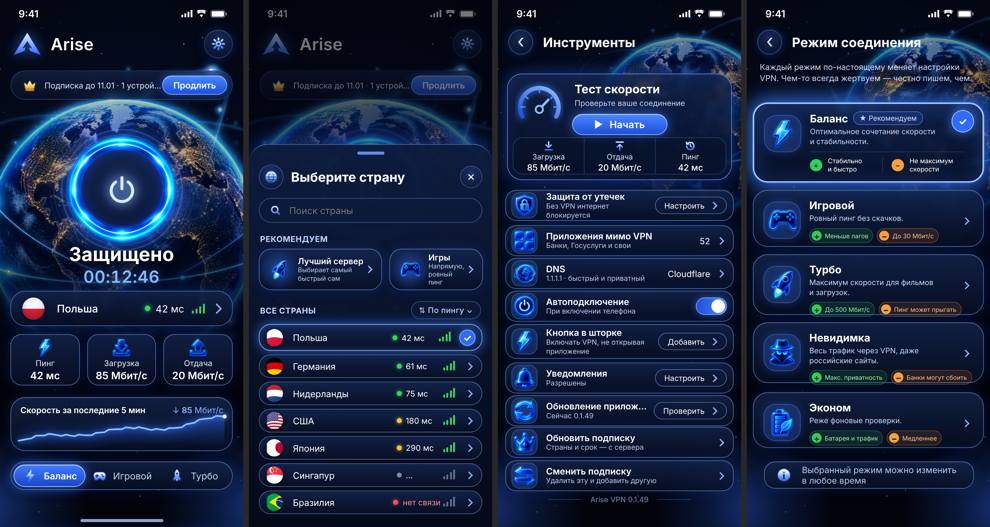 9:41
Arise
Подписка до 11.01 · 1 устрой...
Продлить
Защищено
00:12:46
Польша
42 мс
Пинг
42 мс
Загрузка
85 Мбит/с
Отдача
20 Мбит/с
Скорость за последние 5 мин
↓ 85 Мбит/с
Баланс
Игровой
Турбо
9:41
Arise
Подписка до 11.01 · 1 устрой...
Продлить
Выберите страну
Поиск страны
РЕКОМЕНДУЕМ
Лучший сервер
Выбирает самый
быстрый сам
Игры
Напрямую,
ровный
пинг
ВСЕ СТРАНЫ
По пингу
Польша
42 мс
Германия
61 мс
Нидерланды
75 мс
США
180 мс
Япония
290 мс
Сингапур
...
Бразилия
нет связи
9:41
Инструменты
Тест скорости
Проверьте ваше соединение
Начать
Загрузка
85 Мбит/с
Отдача
20 Мбит/с
Пинг
42 мс
Защита от утечек
Без VPN интернет
блокируется
Настроить
Приложения мимо VPN
Банки, Госуслуги и свои
52
DNS
1.1.1.1 · быстрый и приватный
Cloudflare
Автоподключение
При включении телефона
Кнопка в шторке
Включать VPN, не открывая
приложение
Добавить
Уведомления
Разрешены
Настроить
Обновление прилож...
Сейчас 0.1.49
Проверить
Обновить подписку
Страны и срок — с сервера
Сменить подписку
Удалить эту и добавить другую
Arise VPN 0.1.49
9:41
Режим соединения
Каждый режим по-настоящему меняет настройки
VPN. Чем-то всегда жертвуем — честно пишем, чем.
Баланс
★ Рекомендуем
Оптимальное сочетание скорости
и стабильности.
Стабильно
и быстро
Не максимум
скорости
Игровой
Ровный пинг без скачков.
Меньше лагов
До 30 Мбит/с
Турбо
Максимум скорости для фильмов
и загрузок.
До 500 Мбит/с
Пинг может прыгать
Невидимка
Весь трафик через VPN, даже
российские сайты.
Макс. приватность
Банки могут сбоить
Эконом
Реже фоновые проверки.
Батарея и трафик
Медленнее
Выбранный режим можно изменить
в любое время